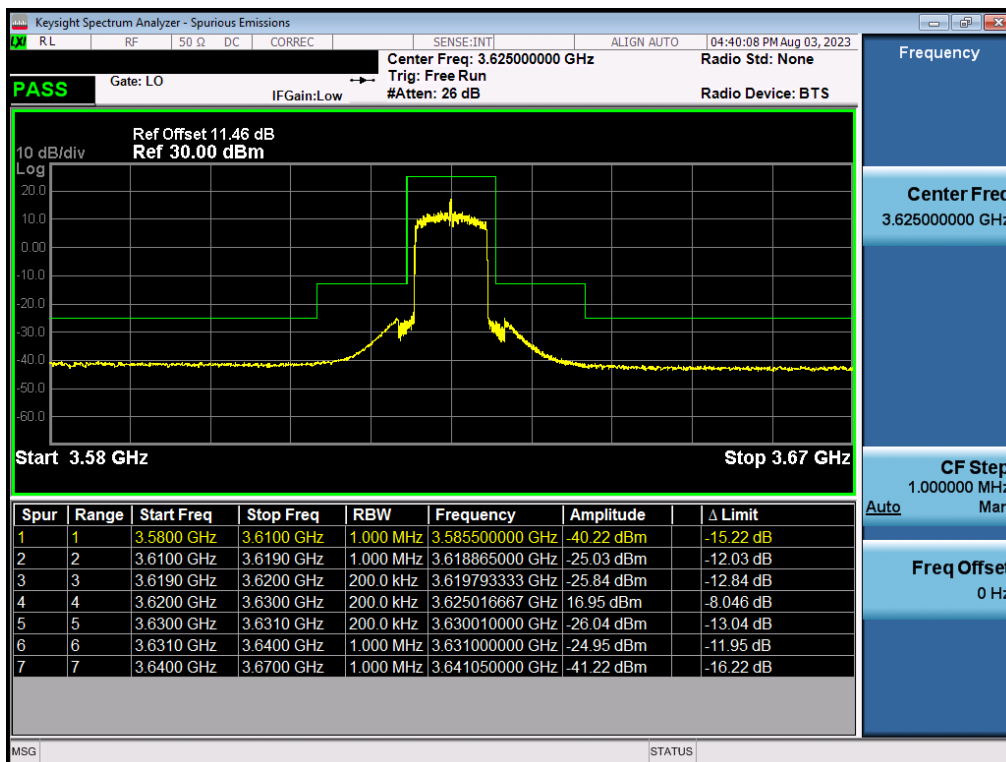 Keysight Spectrum Analyzer - Spurious Emissions
LXI RL RF 50 Ω DC CORREC SENSE:INT ALIGN AUTO 04:40:08 PM Aug 03, 2023
Center Freq: 3.625000000 GHz Radio Std: None
Trig: Free Run
PASS Gate: LO IFGain:Low #Atten: 26 dB Radio Device: BTS
Frequency
Ref Offset 11.46 dB
10 dB/div Ref 30.00 dBm
Log
20.0
10.0
0.00
-10.0
-20.0
-30.0
-40.0
-50.0
-60.0
Start 3.58 GHz Stop 3.67 GHz
Center Freq
3.625000000 GHz
CF Step
1.000000 MHz
Auto Man
Freq Offset
0 Hz
Spur Range Start Freq Stop Freq RBW Frequency Amplitude Δ Limit
1 1 3.5800 GHz 3.6100 GHz 1.000 MHz 3.585500000 GHz -40.22 dBm -15.22 dB
2 2 3.6100 GHz 3.6190 GHz 1.000 MHz 3.618865000 GHz -25.03 dBm -12.03 dB
3 3 3.6190 GHz 3.6200 GHz 200.0 kHz 3.619793333 GHz -25.84 dBm -12.84 dB
4 4 3.6200 GHz 3.6300 GHz 200.0 kHz 3.625016667 GHz 16.95 dBm -8.046 dB
5 5 3.6300 GHz 3.6310 GHz 200.0 kHz 3.630010000 GHz -26.04 dBm -13.04 dB
6 6 3.6310 GHz 3.6400 GHz 1.000 MHz 3.631000000 GHz -24.95 dBm -11.95 dB
7 7 3.6400 GHz 3.6700 GHz 1.000 MHz 3.641050000 GHz -41.22 dBm -16.22 dB
MSG STATUS